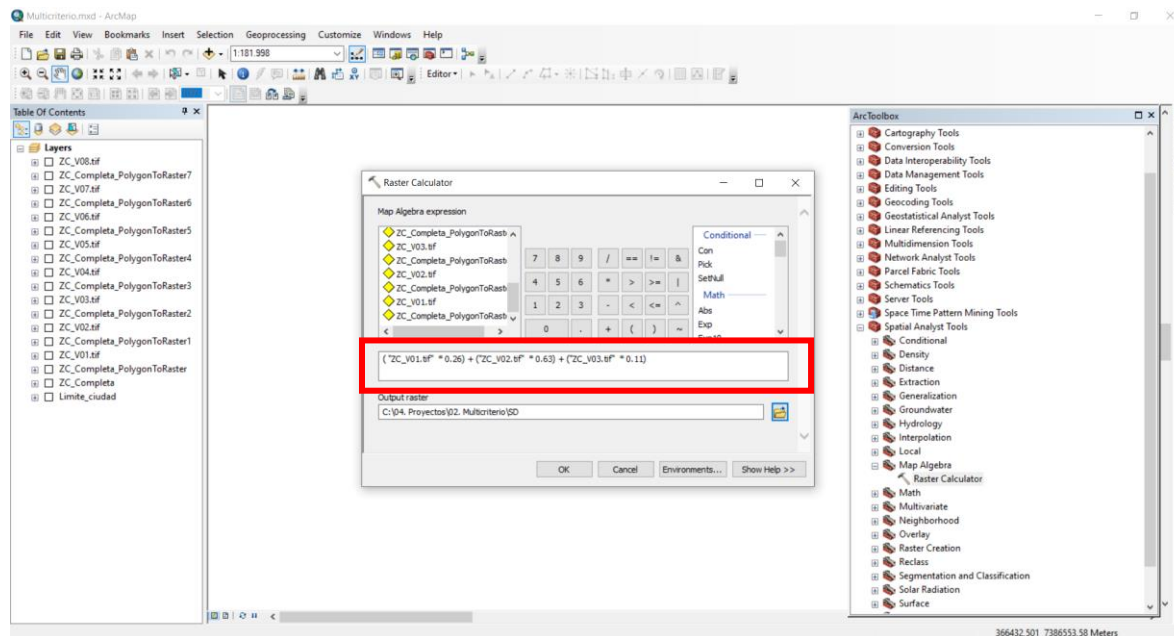 Multicriterio.mxd - ArcMap
File Edit View Bookmarks Insert Selection Geoprocessing Customize Windows Help
1:181.998
Editor
Table Of Contents
Layers
ZC_V08.tif
ZC_Completa_PolygonToRaster7
ZC_V07.tif
ZC_Completa_PolygonToRaster6
ZC_V06.tif
ZC_Completa_PolygonToRaster5
ZC_V05.tif
ZC_Completa_PolygonToRaster4
ZC_V04.tif
ZC_Completa_PolygonToRaster3
ZC_V03.tif
ZC_Completa_PolygonToRaster2
ZC_V02.tif
ZC_Completa_PolygonToRaster1
ZC_V01.tif
ZC_Completa_PolygonToRaster
ZC_Completa
Limite_ciudad
Raster Calculator
Map Algebra expression
ZC_Completa_PolygonToRast
ZC_V03.tif
ZC_Completa_PolygonToRast
ZC_V02.tif
ZC_Completa_PolygonToRast
ZC_V01.tif
ZC_Completa_PolygonToRast
7 8 9 / == != &
4 5 6 * > >= |
1 2 3 - < <= ^
0 . + ( ) ~
Conditional
Con
Pick
SetNull
Math
Abs
Exp
( "ZC_V01.tif" * 0.26) + ("ZC_V02.tif" * 0.63) + ("ZC_V03.tif" * 0.11)
Output raster
C:\04. Proyectos\02. Multicriterio\SD
OK Cancel Environments... Show Help >>
ArcToolbox
Cartography Tools
Conversion Tools
Data Interoperability Tools
Data Management Tools
Editing Tools
Geocoding Tools
Geostatistical Analyst Tools
Linear Referencing Tools
Multidimension Tools
Network Analyst Tools
Parcel Fabric Tools
Schematics Tools
Server Tools
Space Time Pattern Mining Tools
Spatial Analyst Tools
Conditional
Density
Distance
Extraction
Generalization
Groundwater
Hydrology
Interpolation
Local
Map Algebra
Raster Calculator
Math
Multivariate
Neighborhood
Overlay
Raster Creation
Reclass
Segmentation and Classification
Solar Radiation
Surface
366432,501 7386553,58 Meters